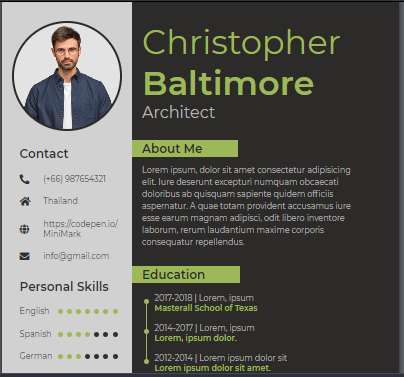 Christopher
Baltimore
Architect
Contact
(+66) 987654321
Thailand
https://codepen.io/
MiniMark
info@gmail.com
Personal Skills
English
Spanish
German
About Me
Lorem ipsum, dolor sit amet consectetur adipisicing
elit. Iure deserunt excepturi numquam obcaecati
doloribus ab quisquam sapiente dolorum officiis
aspernatur. A quae totam provident accusamus iure
esse earum magnam adipisci, odit libero inventore
laborum, rerum laudantium maxime corporis
consequatur repellendus.
Education
2017-2018 | Lorem, ipsum
Masterall School of Texas
2014-2017 | Lorem, ipsum
Lorem, ipsum dolor.
2012-2014 | Lorem ipsum dolor sit
Lorem ipsum dolor sit amet.